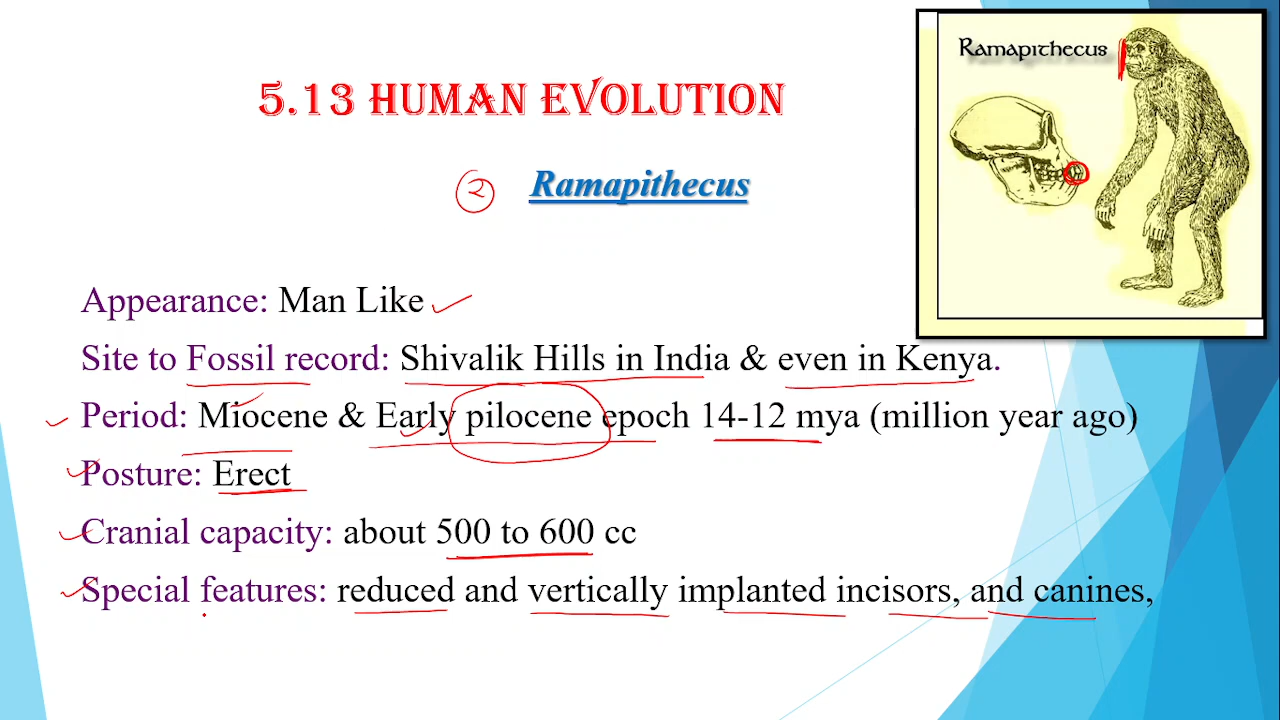 Ramapithecus
5.13 HUMAN EVOLUTION
2 Ramapithecus
Appearance: Man Like
Site to Fossil record: Shivalik Hills in India & even in Kenya.
Period: Miocene & Early pilocene epoch 14-12 mya (million year ago)
Posture: Erect
Cranial capacity: about 500 to 600 cc
Special features: reduced and vertically implanted incisors, and canines,